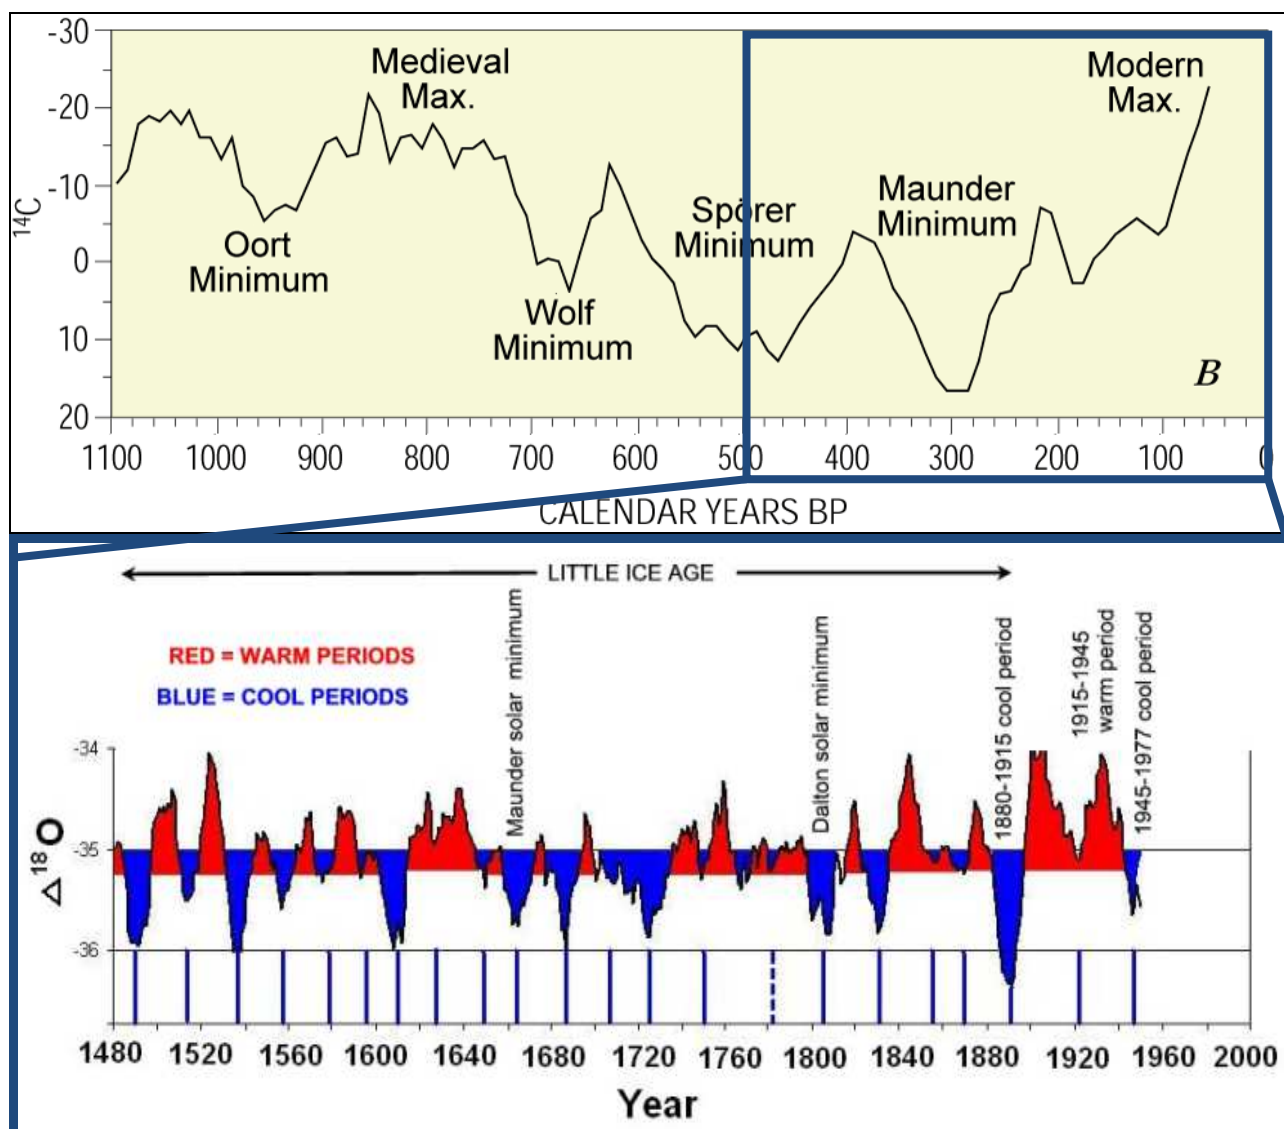 -30
-20
-10
0
10
20
14C
Medieval
Max.
Modern
Max.
Oort
Minimum
Wolf
Minimum
Spörer
Minimum
Maunder
Minimum
B
1100 1000 900 800 700 600 500 400 300 200 100 0
CALENDAR YEARS BP
LITTLE ICE AGE
RED = WARM PERIODS
BLUE = COOL PERIODS
Maunder solar minimum
Dalton solar minimum
1880-1915 cool period
1915-1945
warm period
1945-1977 cool period
-34
-35
-36
Δ18O
1480 1520 1560 1600 1640 1680 1720 1760 1800 1840 1880 1920 1960 2000
Year